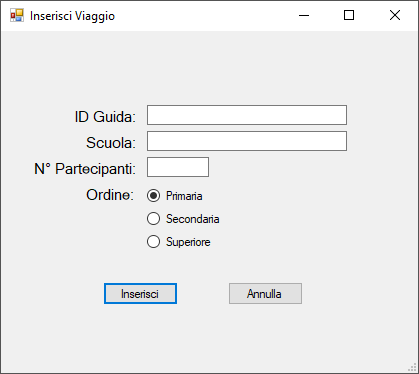 Inserisci Viaggio
ID Guida:
Scuola:
N° Partecipanti:
Ordine:
Primaria
Secondaria
Superiore
Inserisci
Annulla